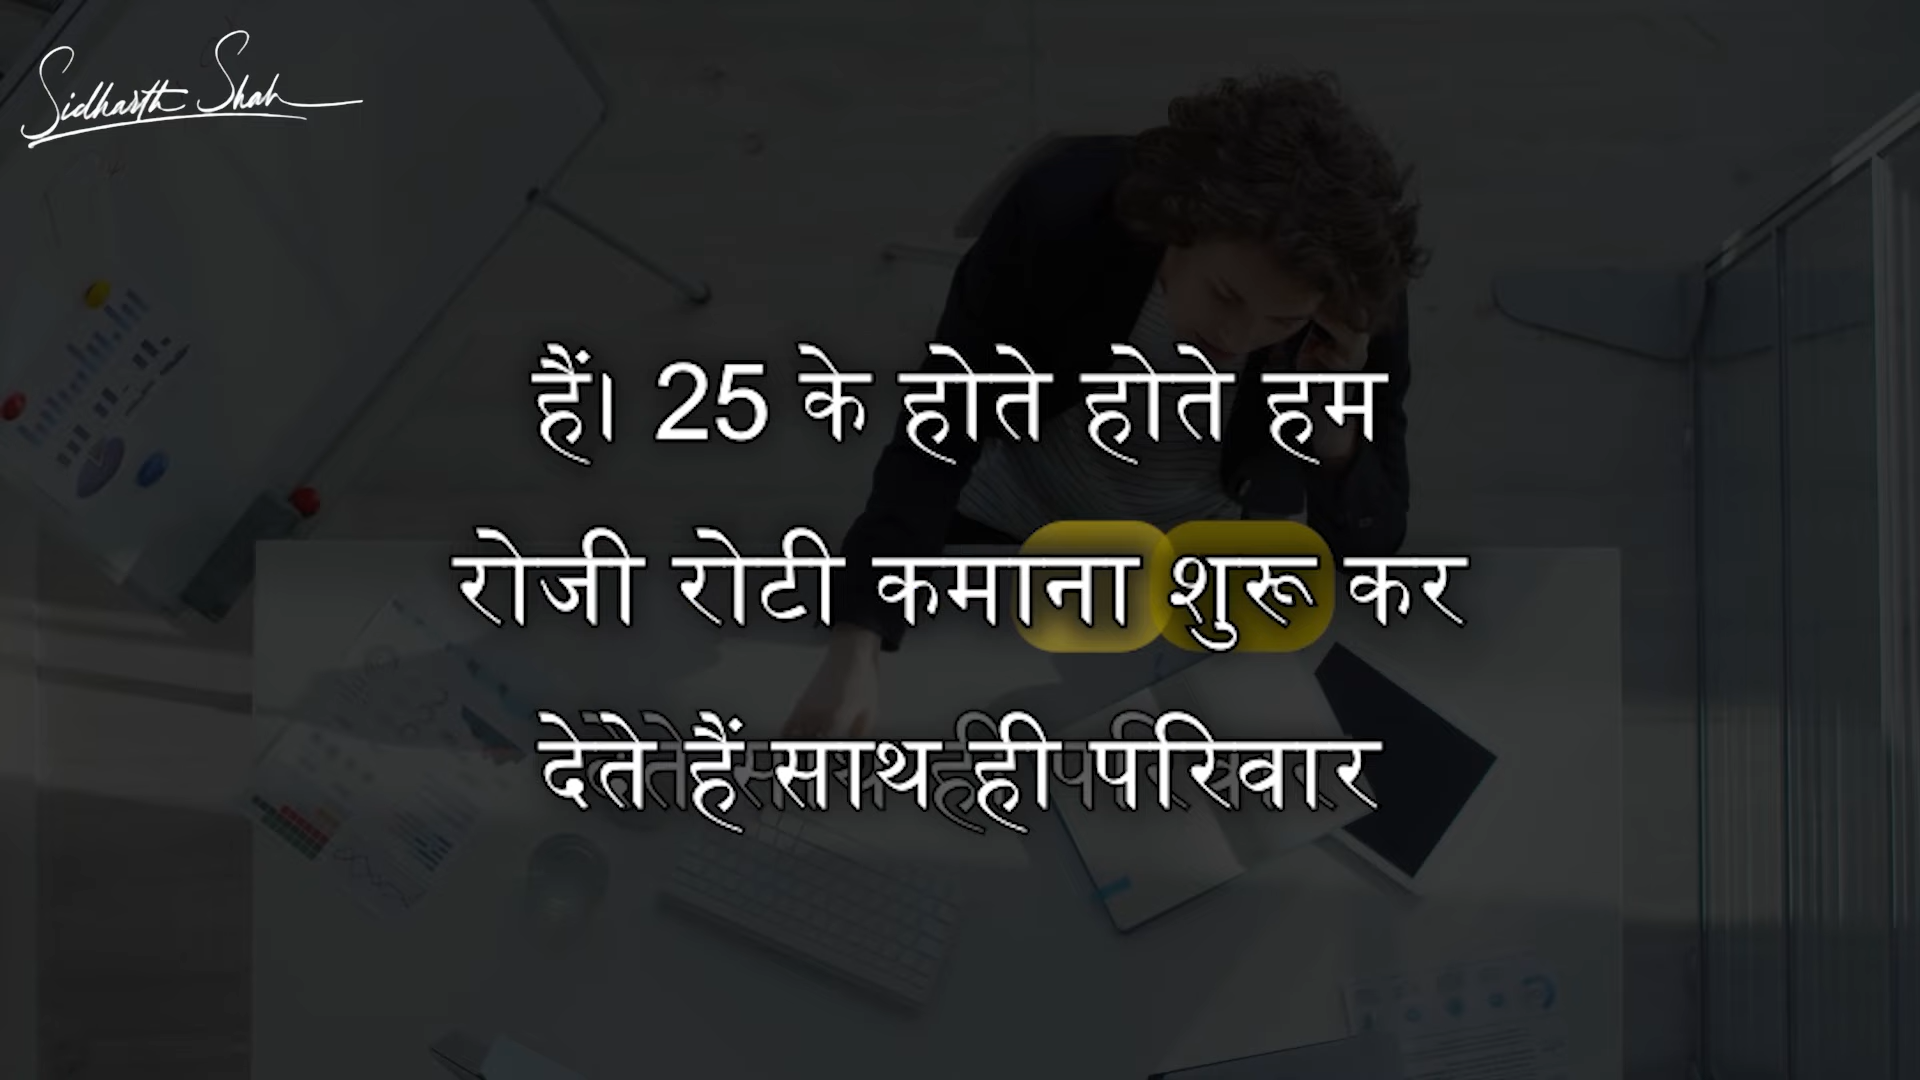 Sidharth Shah
हैं। 25 के होते होते हम
रोजी रोटी कमाना शुरू कर
देते हैं साथ ही परिवार